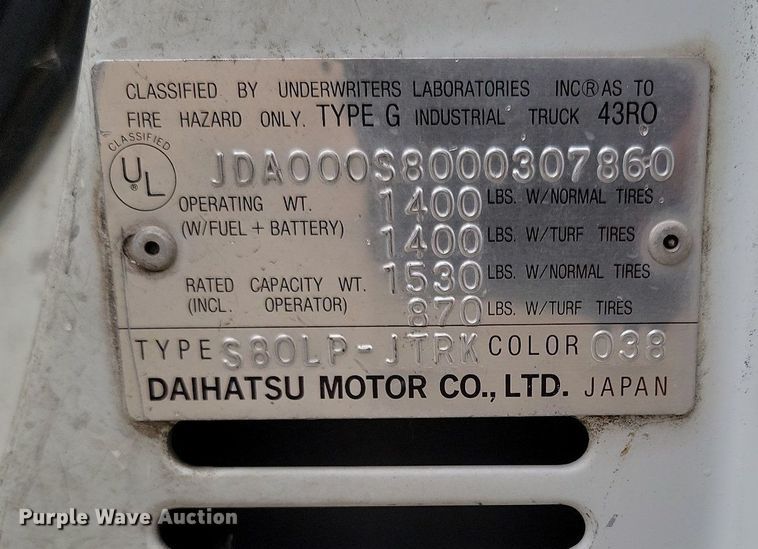 CLASSIFIED BY UNDERWRITERS LABORATORIES INC® AS TO
FIRE HAZARD ONLY. TYPE G INDUSTRIAL TRUCK 43RO
CLASSIFIED
UL®
JDA000S8000307860
OPERATING WT. 1400 LBS. W/NORMAL TIRES
(W/FUEL + BATTERY) 1400 LBS. W/TURF TIRES
RATED CAPACITY WT. 1530 LBS. W/NORMAL TIRES
(INCL. OPERATOR) 870 LBS. W/TURF TIRES
TYPE S80LP-JTRK COLOR 038
DAIHATSU MOTOR CO., LTD. JAPAN
Purple Wave Auction